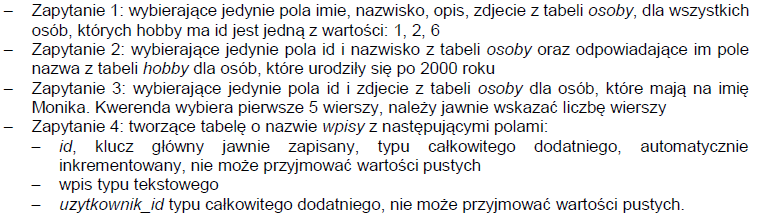 – Zapytanie 1: wybierające jedynie pola imie, nazwisko, opis, zdjecie z tabeli osoby, dla wszystkich
osób, których hobby ma id jest jedną z wartości: 1, 2, 6
– Zapytanie 2: wybierające jedynie pola id i nazwisko z tabeli osoby oraz odpowiadające im pole
nazwa z tabeli hobby dla osób, które urodziły się po 2000 roku
– Zapytanie 3: wybierające jedynie pola id i zdjecie z tabeli osoby dla osób, które mają na imię
Monika. Kwerenda wybiera pierwsze 5 wierszy, należy jawnie wskazać liczbę wierszy
– Zapytanie 4: tworzące tabelę o nazwie wpisy z następującymi polami:
– id, klucz główny jawnie zapisany, typu całkowitego dodatniego, automatycznie
inkrementowany, nie może przyjmować wartości pustych
– wpis typu tekstowego
– uzytkownik_id typu całkowitego dodatniego, nie może przyjmować wartości pustych.